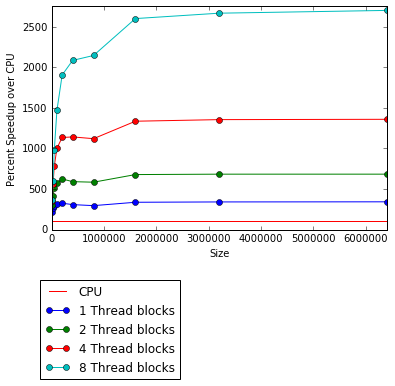 Percent Speedup over CPU
2500
2000
1500
1000
500
0
0 1000000 2000000 3000000 4000000 5000000 6000000
Size
CPU
1 Thread blocks
2 Thread blocks
4 Thread blocks
8 Thread blocks